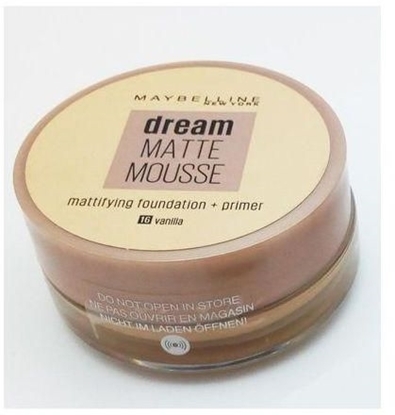 MAYBELLINE
NEW YORK
dream
MATTE
MOUSSE
mattifying foundation + primer
16 vanilla
DO NOT OPEN IN STORE
NE PAS OUVRIR EN MAGASIN
NICHT IM LADEN ÖFFNEN!